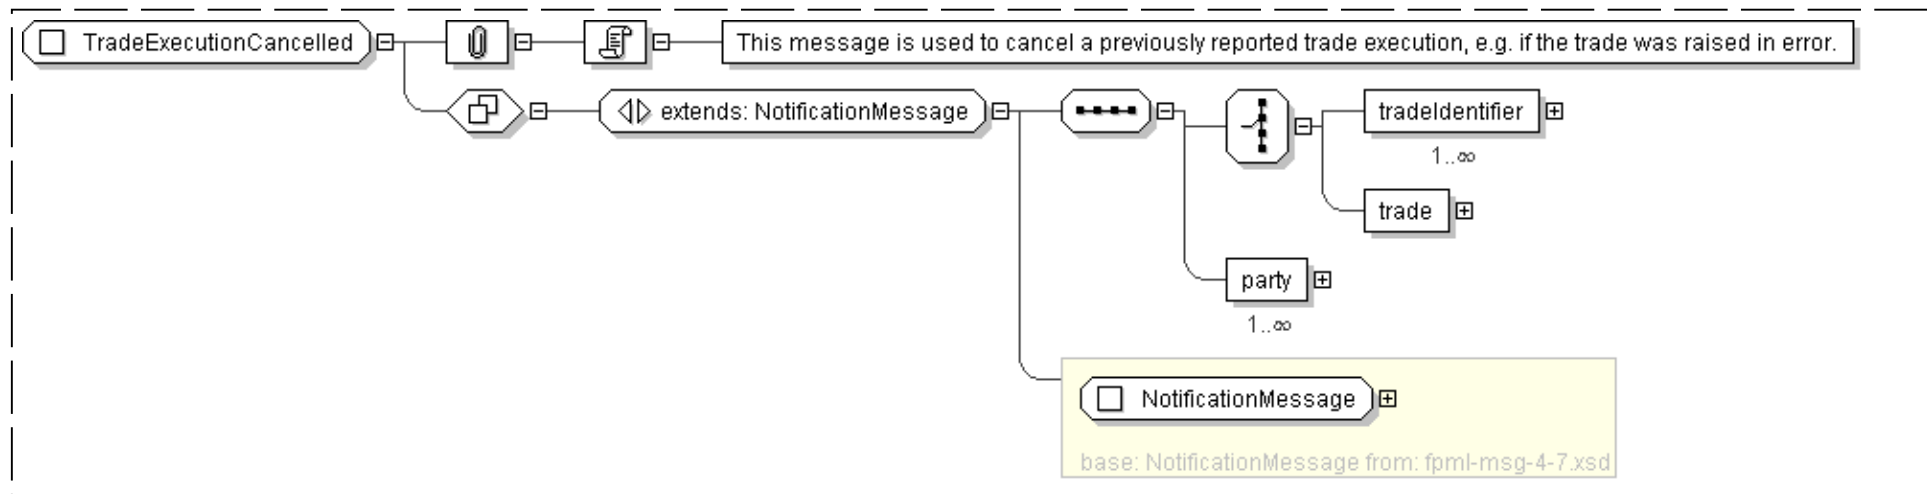 TradeExecutionCancelled
This message is used to cancel a previously reported trade execution, e.g. if the trade was raised in error.
extends: NotificationMessage
tradeIdentifier
1..∞
trade
party
1..∞
NotificationMessage
base: NotificationMessage from: fpml-msg-4-7.xsd